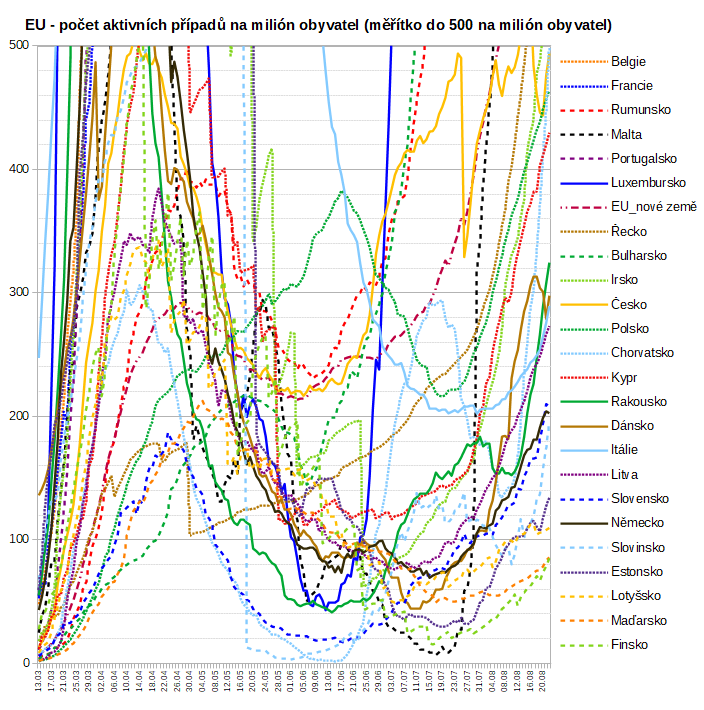 EU - počet aktivních případů na milión obyvatel (měřítko do 500 na milión obyvatel)
500
400
300
200
100
0
13.03
17.03
21.03
25.03
29.03
02.04
06.04
10.04
14.04
18.04
22.04
26.04
30.04
04.05
08.05
12.05
16.05
20.05
24.05
28.05
01.06
05.06
09.06
13.06
17.06
21.06
25.06
29.06
03.07
07.07
11.07
15.07
19.07
23.07
27.07
31.07
04.08
08.08
12.08
16.08
20.08
Belgie
Francie
Rumunsko
Malta
Portugalsko
Luxembursko
EU_nové země
Řecko
Bulharsko
Irsko
Česko
Polsko
Chorvatsko
Kypr
Rakousko
Dánsko
Itálie
Litva
Slovensko
Německo
Slovinsko
Estonsko
Lotyšsko
Maďarsko
Finsko